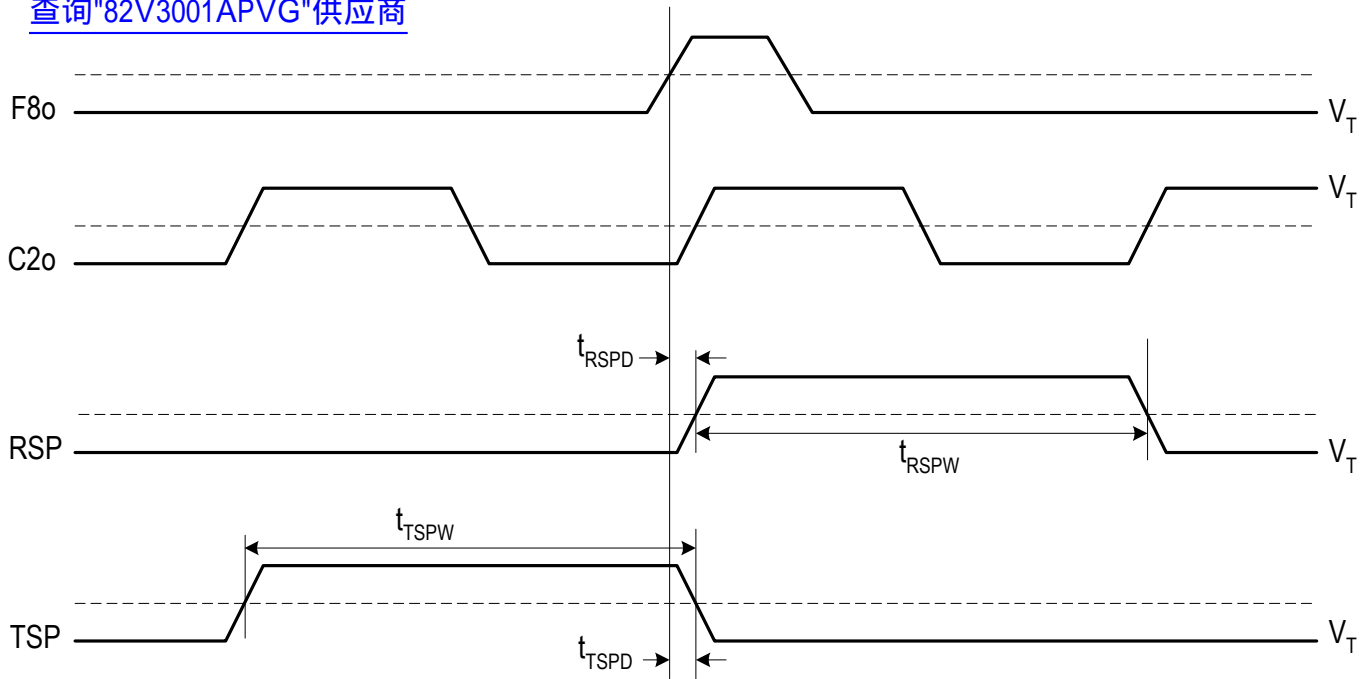 查询"82V3001APVG"供应商
F8o
V_T
V_T
C2o
t_RSPD
RSP
t_RSPW
V_T
t_TSPW
TSP
V_T
t_TSPD